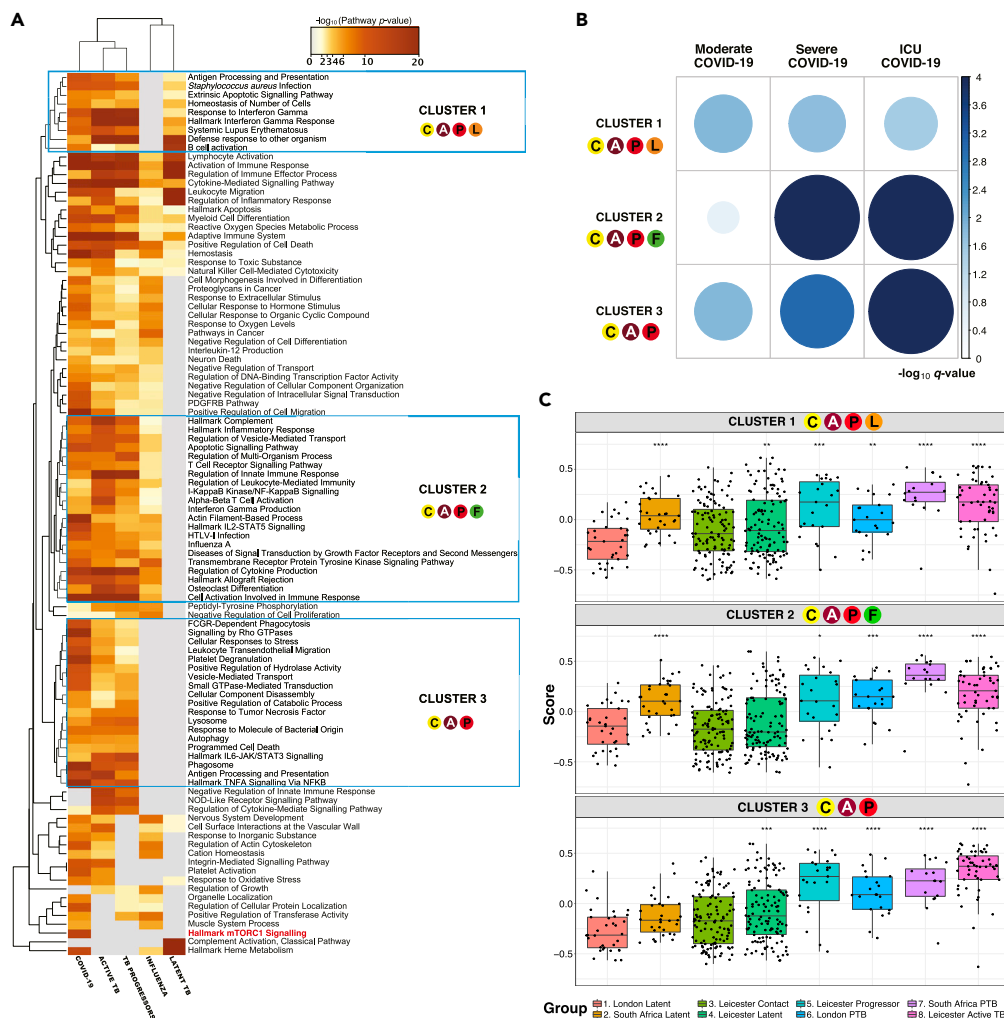 A
-log10(Pathway p-value)
0 2 3 4 6 10 20
Antigen Processing and Presentation
Staphylococcus aureus Infection
Extrinsic Apoptotic Signalling Pathway
Homeostasis of Number of Cells
Response to Interferon Gamma
Hallmark Interferon Gamma Response
Systemic Lupus Erythematosus
Defense response to other organism
B cell activation
CLUSTER 1
C A P L
Lymphocyte Activation
Activation of Immune Response
Regulation of Immune Effector Process
Cytokine-Mediated Signalling Pathway
Leukocyte Migration
Regulation of Inflammatory Response
Hallmark Apoptosis
Myeloid Cell Differentiation
Reactive Oxygen Species Metabolic Process
Adaptive Immune System
Positive Regulation of Cell Death
Hemostasis
Response to Toxic Substance
Natural Killer Cell-Mediated Cytotoxicity
Cell Morphogenesis Involved in Differentiation
Proteoglycans in Cancer
Response to Extracellular Stimulus
Cellular Response to Hormone Stimulus
Cellular Response to Organic Cyclic Compound
Response to Oxygen Levels
Pathways in Cancer
Negative Regulation of Cell Differentiation
Interleukin-12 Production
Neuron Death
Negative Regulation of Transport
Regulation of DNA-Binding Transcription Factor Activity
Negative Regulation of Cellular Component Organization
Negative Regulation of Intracellular Signal Transduction
PDGFRB Pathway
Positive Regulation of Cell Migration
Hallmark Complement
Hallmark Inflammatory Response
Regulation of Vesicle-Mediated Transport
Apoptotic Signalling Pathway
Regulation of Multi-Organism Process
T Cell Receptor Signalling Pathway
Regulation of Innate Immune Response
Regulation of Leukocyte-Mediated Immunity
I-KappaB Kinase/NF-KappaB Signalling
Alpha-Beta T Cell Activation
Interferon Gamma Production
Actin Filament-Based Process
Hallmark IL2-STAT5 Signalling
HTLV-I Infection
Influenza A
Diseases of Signal Transduction by Growth Factor Receptors and Second Messengers
Transmembrane Receptor Protein Tyrosine Kinase Signalling Pathway
Regulation of Cytokine Production
Hallmark Allograft Rejection
Osteoclast Differentiation
Cell Activation Involved in Immune Response
CLUSTER 2
C A P F
Peptidyl-Tyrosine Phosphorylation
Negative Regulation of Cell Proliferation
FCGR-Dependent Phagocytosis
Signalling by Rho GTPases
Cellular Responses to Stress
Leukocyte Transendothelial Migration
Platelet Degranulation
Positive Regulation of Hydrolase Activity
Vesicle-Mediated Transport
Small GTPase-Mediated Transduction
Cellular Component Disassembly
Positive Regulation of Catabolic Process
Response to Tumor Necrosis Factor
Lysosome
Response to Molecule of Bacterial Origin
Autophagy
Programmed Cell Death
Hallmark IL6-JAK/STAT3 Signalling
Phagosome
Antigen Processing and Presentation
Hallmark TNFA Signalling Via NFKB
CLUSTER 3
C A P
Negative Regulation of Innate Immune Response
NOD-Like Receptor Signalling Pathway
Regulation of Cytokine-Mediate Signalling Pathway
Nervous System Development
Cell Surface Interactions at the Vascular Wall
Response to Inorganic Substance
Regulation of Actin Cytoskeleton
Cation Homeostasis
Integrin-Mediated Signalling Pathway
Platelet Activation
Response to Oxidative Stress
Regulation of Growth
Organelle Localization
Regulation of Cellular Protein Localization
Positive Regulation of Transferase Activity
Muscle System Process
Hallmark mTORC1 Signalling
Complement Activation, Classical Pathway
Hallmark Heme Metabolism
COVID-19
ACTIVE TB
TB PROGRESSORS
INFLUENZA
LATENT TB
B
Moderate COVID-19
Severe COVID-19
ICU COVID-19
CLUSTER 1
C A P L
CLUSTER 2
C A P F
CLUSTER 3
C A P
4
3.6
3.2
2.8
2.4
2
1.6
1.2
0.8
0.4
0
-log10 q-value
C
CLUSTER 1 C A P L
**** ** *** ** **** ****
0.5
0.0
-0.5
CLUSTER 2 C A P F
**** * *** **** ****
0.5
0.0
-0.5
CLUSTER 3 C A P
*** **** **** **** ****
0.5
0.0
-0.5
Score
Group
1. London Latent
2. South Africa Latent
3. Leicester Contact
4. Leicester Latent
5. Leicester Progressor
6. London PTB
7. South Africa PTB
8. Leicester Active TB